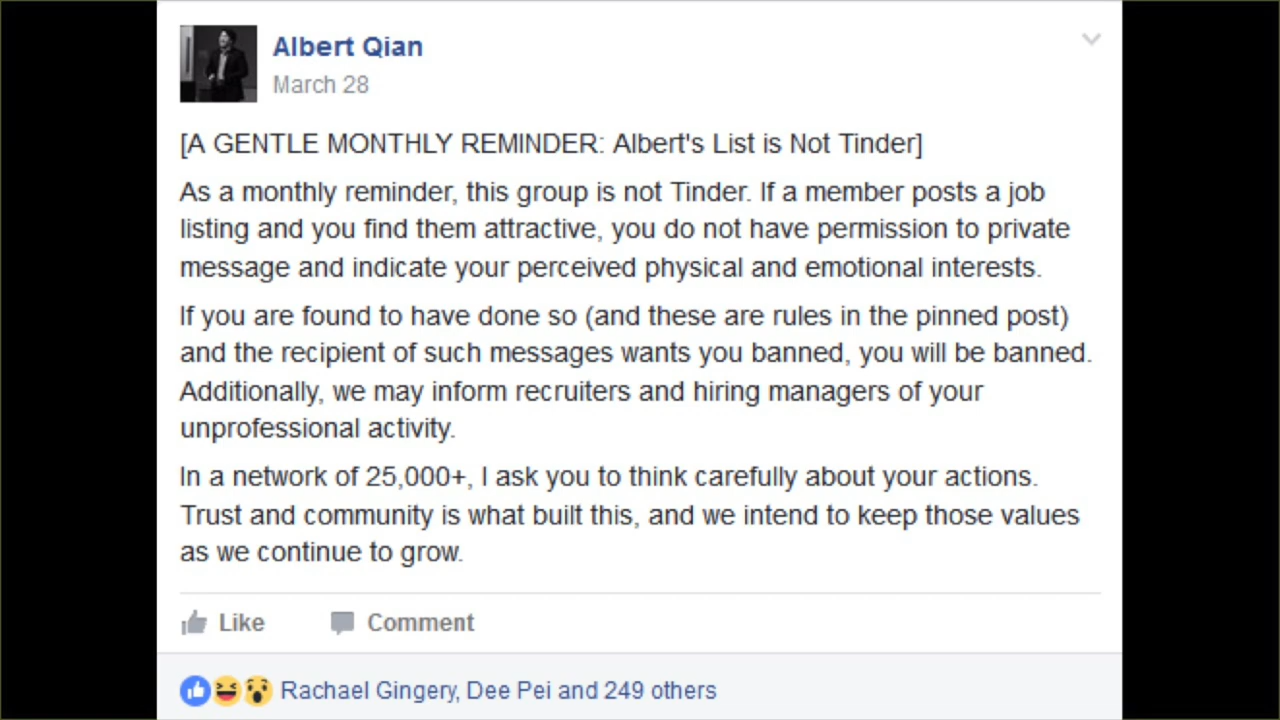 Albert Qian
March 28
[A GENTLE MONTHLY REMINDER: Albert's List is Not Tinder]
As a monthly reminder, this group is not Tinder. If a member posts a job
listing and you find them attractive, you do not have permission to private
message and indicate your perceived physical and emotional interests.
If you are found to have done so (and these are rules in the pinned post)
and the recipient of such messages wants you banned, you will be banned.
Additionally, we may inform recruiters and hiring managers of your
unprofessional activity.
In a network of 25,000+, I ask you to think carefully about your actions.
Trust and community is what built this, and we intend to keep those values
as we continue to grow.
Like Comment
Rachael Gingery, Dee Pei and 249 others